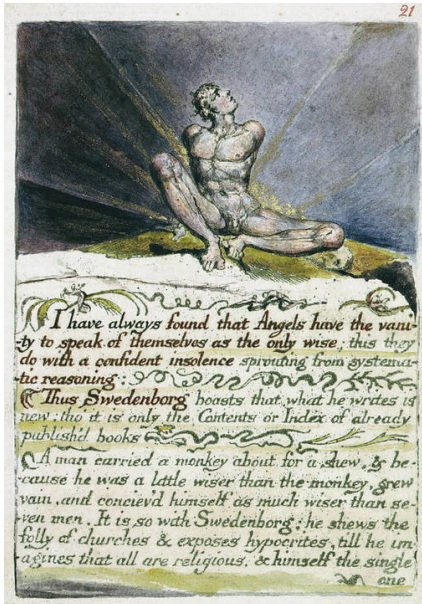 21
I have always found that Angels have the vani-
-ty to speak of themselves as the only wise; this they
do with a confident insolence sprouting from systema-
-tic reasoning:
Thus Swedenborg boasts that what he writes is
new: tho' it is only the Contents or Index of already
publish'd books
A man carried a monkey about for a shew, & be-
cause he was a little wiser than the monkey, grew
vain, and conciev'd himself as much wiser than se-
ven men. It is so with Swedenborg: he shews the
folly of churches & exposes hypocrites, till he im-
agines that all are religious, & himself the single
one